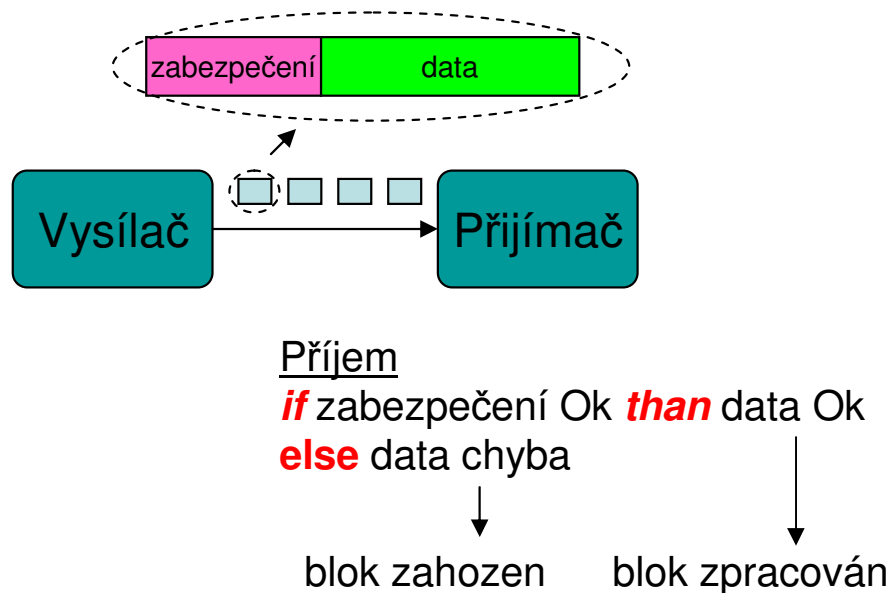 zabezpečení data
Vysílač Přijímač
Příjem
if zabezpečení Ok than data Ok
else data chyba
blok zahozen blok zpracován